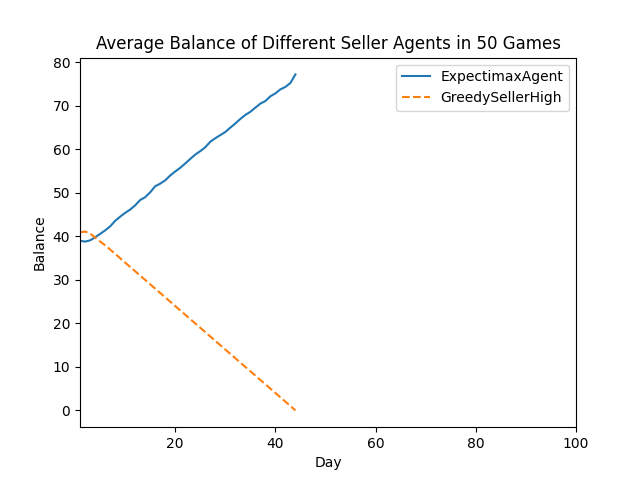 Average Balance of Different Seller Agents in 50 Games
80
70
60
50
40
30
20
10
0
Balance
ExpectimaxAgent
GreedySellerHigh
20 40 60 80 100
Day